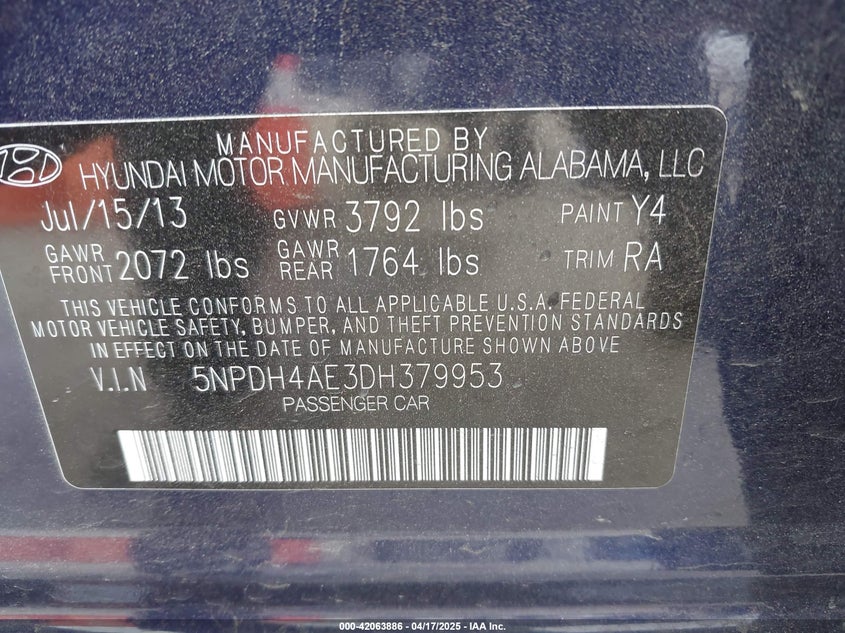 MANUFACTURED BY
HYUNDAI MOTOR MANUFACTURING ALABAMA, LLC
Jul/15/13 GVWR 3792 lbs PAINT Y4
GAWR FRONT 2072 lbs GAWR REAR 1764 lbs TRIM RA
THIS VEHICLE CONFORMS TO ALL APPLICABLE U.S.A. FEDERAL
MOTOR VEHICLE SAFETY, BUMPER, AND THEFT PREVENTION STANDARDS
IN EFFECT ON THE DATE OF MANUFACTURE SHOWN ABOVE
V.I.N 5NPDH4AE3DH379953
PASSENGER CAR
000-42063886 - 04/17/2025 - IAA Inc.